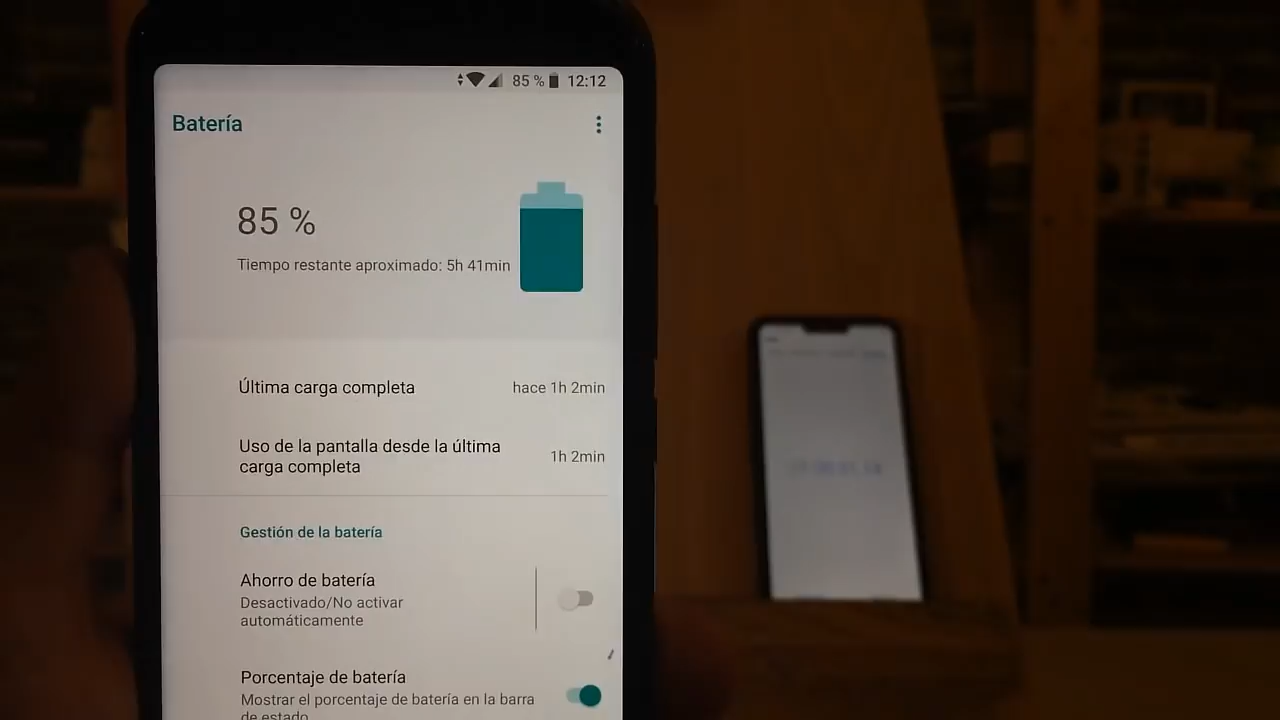 85 % 12:12
Batería
85 %
Tiempo restante aproximado: 5h 41min
Última carga completa hace 1h 2min
Uso de la pantalla desde la última
carga completa 1h 2min
Gestión de la batería
Ahorro de batería
Desactivado/No activar
automáticamente
Porcentaje de batería
Mostrar el porcentaje de batería en la barra
de estado